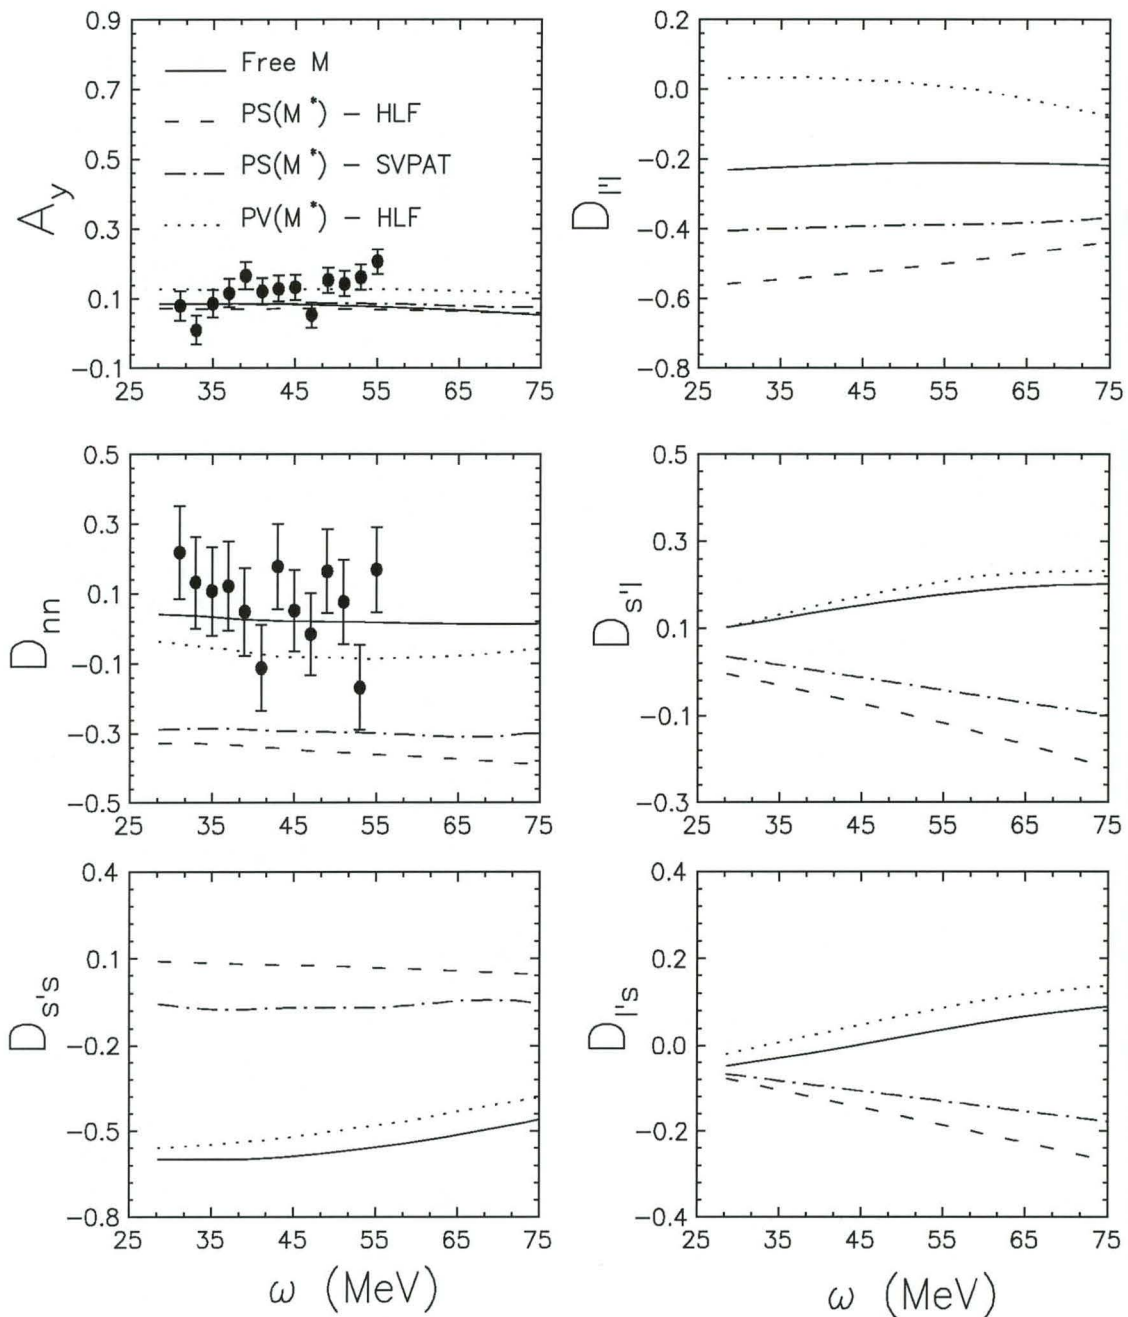 0.9
0.7
0.5
0.3
0.1
−0.1
A_y
Free M
PS(M*) − HLF
PS(M*) − SVPAT
PV(M*) − HLF
25 35 45 55 65 75
0.2
0.0
−0.2
−0.4
−0.6
−0.8
D_l'l
25 35 45 55 65 75
0.5
0.3
0.1
−0.1
−0.3
−0.5
D_nn
25 35 45 55 65 75
0.5
0.3
0.1
−0.1
−0.3
D_s'l
25 35 45 55 65 75
0.4
0.1
−0.2
−0.5
−0.8
D_s's
25 35 45 55 65 75
ω (MeV)
0.4
0.2
0.0
−0.2
−0.4
D_l's
25 35 45 55 65 75
ω (MeV)